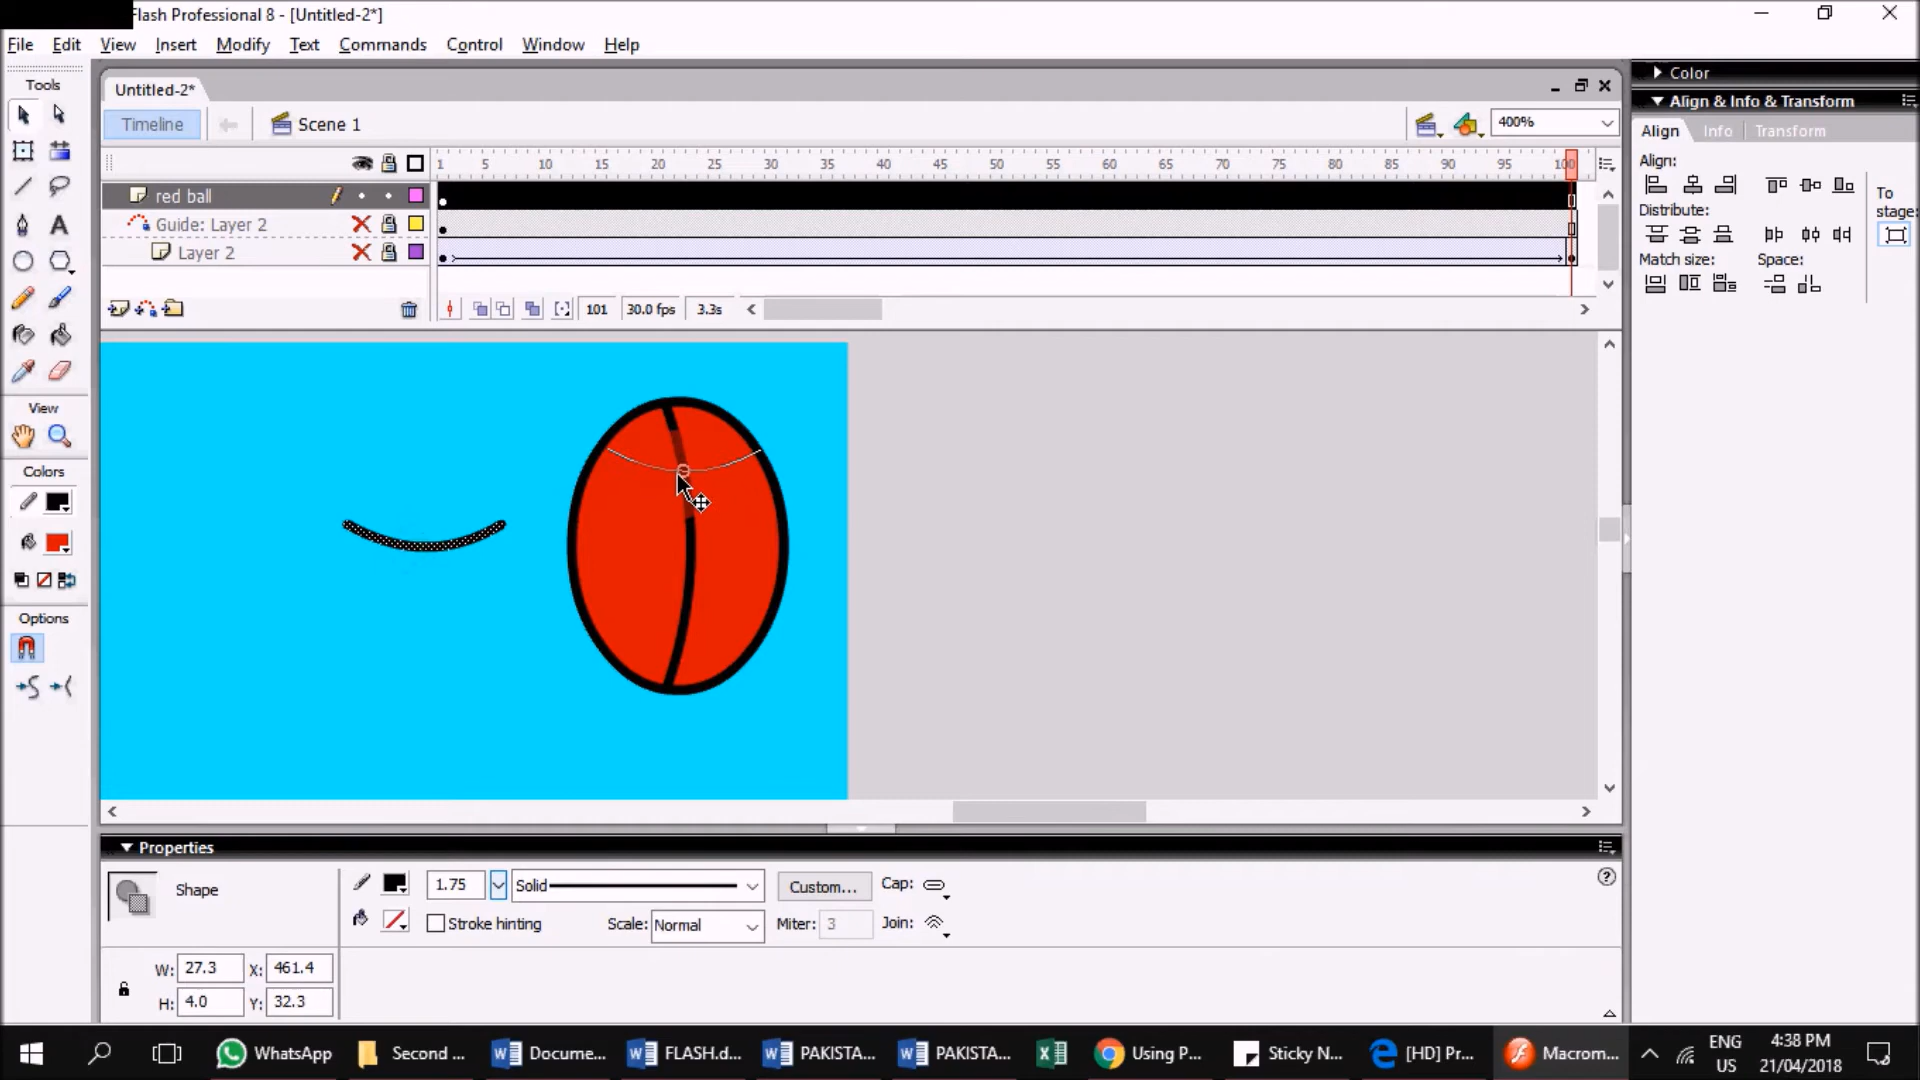 Flash Professional 8 - [Untitled-2*]
File Edit View Insert Modify Text Commands Control Window Help
Tools
Untitled-2*
Color
Align & Info & Transform
Timeline
Scene 1
400%
Align Info Transform
Align:
1 5 10 15 20 25 30 35 40 45 50 55 60 65 70 75 80 85 90 95 100
red ball
Guide: Layer 2
Layer 2
To stage:
Distribute:
Match size:
Space:
101 30.0 fps 3.3s
View
Colors
Options
Properties
Shape
1.75
Solid
Custom...
Cap:
Stroke hinting
Scale:
Normal
Miter: 3
Join:
W: 27.3 X: 461.4
H: 4.0 Y: 32.3
WhatsApp
Second ...
Docume...
FLASH.d...
PAKISTA...
PAKISTA...
Using P...
Sticky N...
[HD] Pr...
Macrom...
ENG
US
4:38 PM
21/04/2018